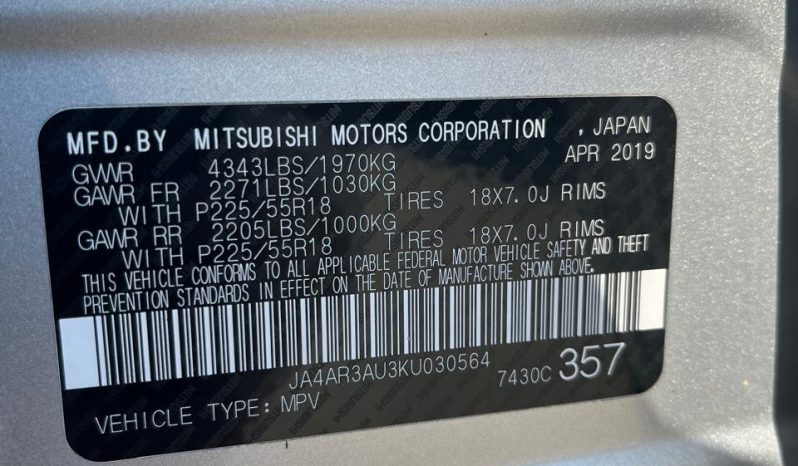 MFD.BY MITSUBISHI MOTORS CORPORATION , JAPAN
GVWR 4343LBS/1970KG APR 2019
GAWR FR 2271LBS/1030KG
WITH P225/55R18 TIRES 18X7.0J RIMS
GAWR RR 2205LBS/1000KG
WITH P225/55R18 TIRES 18X7.0J RIMS
THIS VEHICLE CONFORMS TO ALL APPLICABLE FEDERAL MOTOR VEHICLE SAFETY AND THEFT
PREVENTION STANDARDS IN EFFECT ON THE DATE OF MANUFACTURE SHOWN ABOVE.
JA4AR3AU3KU030564
7430C 357
VEHICLE TYPE: MPV